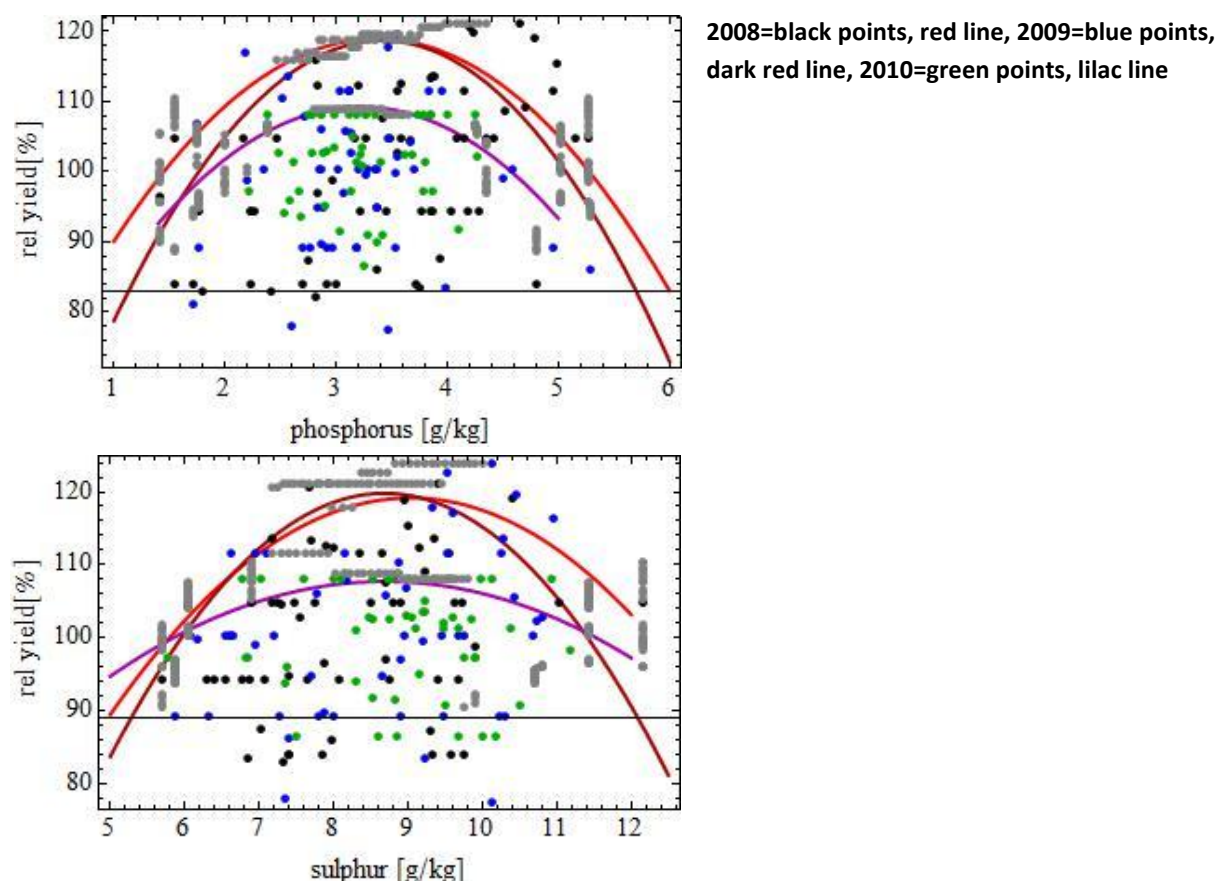 2008=black points, red line, 2009=blue points,
dark red line, 2010=green points, lilac line
120
110
100
90
80
rel yield[%]
1 2 3 4 5 6
phosphorus [g/kg]
120
110
100
90
80
rel yield[%]
5 6 7 8 9 10 11 12
sulphur [g/kg]